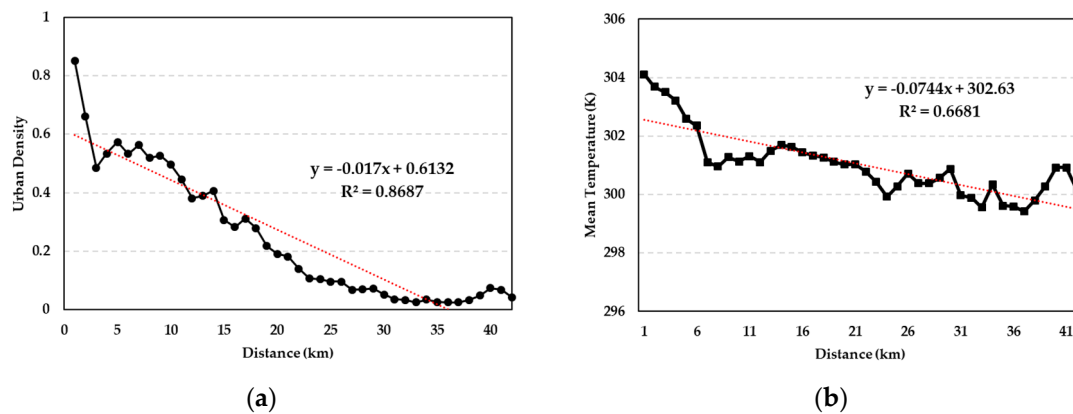 1
0.8
0.6
0.4
0.2
0
Urban Density
y = -0.017x + 0.6132
R² = 0.8687
0 5 10 15 20 25 30 35 40
Distance (km)
(a)
306
304
302
300
298
296
Mean Temperature (K)
y = -0.0744x + 302.63
R² = 0.6681
1 6 11 16 21 26 31 36 41
Distance (km)
(b)